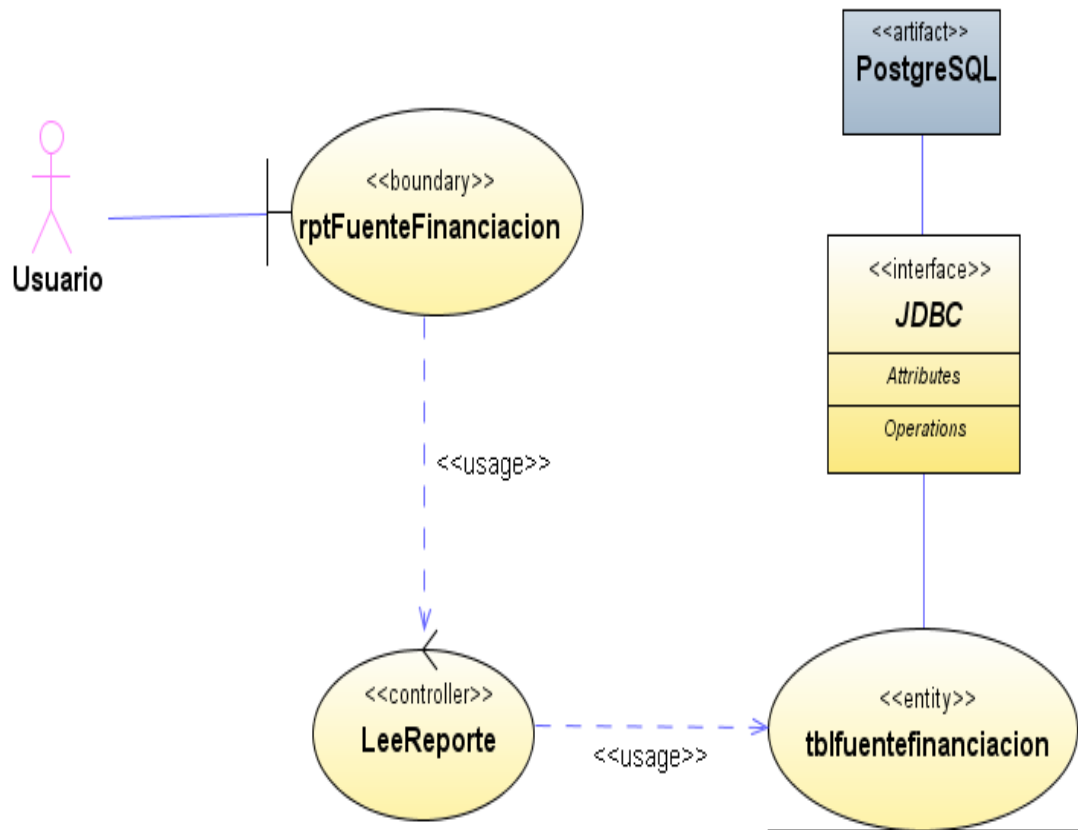 <<artifact>>
PostgreSQL
<<boundary>>
rptFuenteFinanciacion
Usuario
<<interface>>
JDBC
Attributes
Operations
<<usage>>
<<controller>>
LeeReporte
<<usage>>
<<entity>>
tblfuentefinanciacion